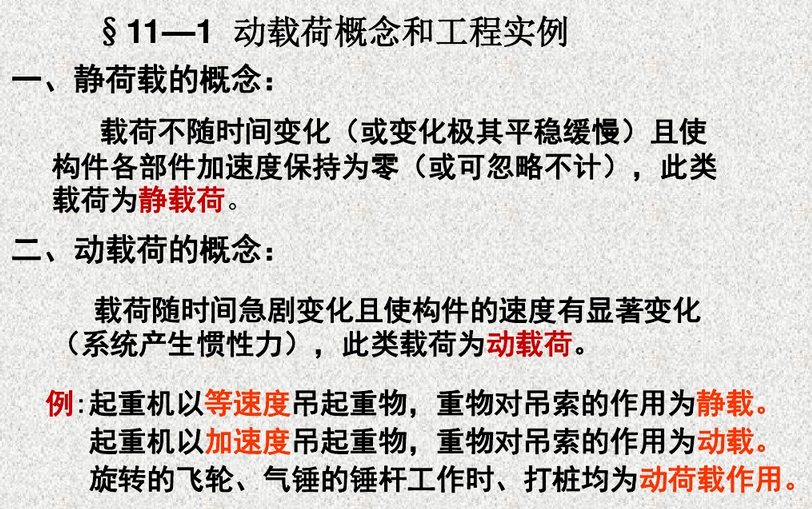 §11—1 动载荷概念和工程实例
一、静荷载的概念：
载荷不随时间变化（或变化极其平稳缓慢）且使
构件各部件加速度保持为零（或可忽略不计），此类
载荷为静载荷。
二、动载荷的概念：
载荷随时间急剧变化且使构件的速度有显著变化
（系统产生惯性力），此类载荷为动载荷。
例:起重机以等速度吊起重物，重物对吊索的作用为静载。
起重机以加速度吊起重物，重物对吊索的作用为动载。
旋转的飞轮、气锤的锤杆工作时、打桩均为动荷载作用。